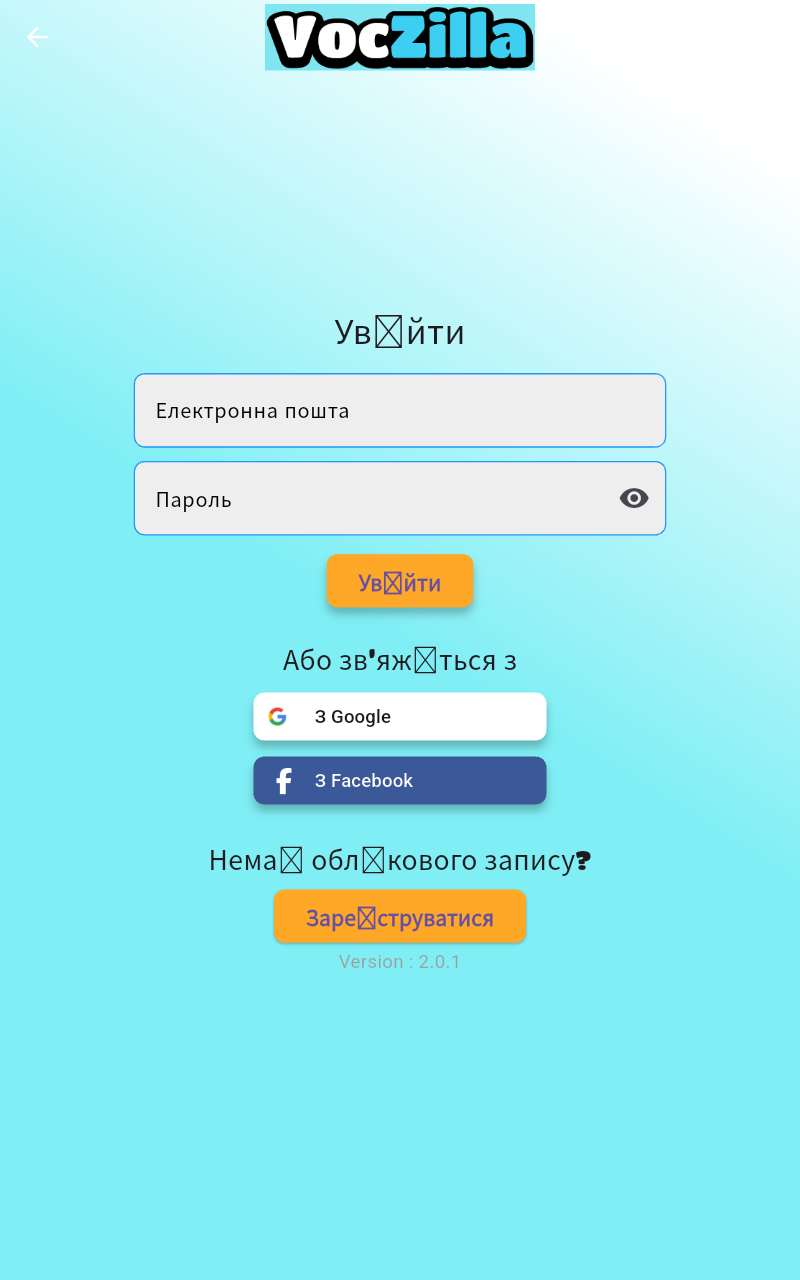 VocZilla
Ув☒йти
Електронна пошта
Пароль
Ув☒йти
Або зв'яж☒ться з
З Google
З Facebook
Нема☒ обл☒кового запису?
Заре☒струватися
Version : 2.0.1